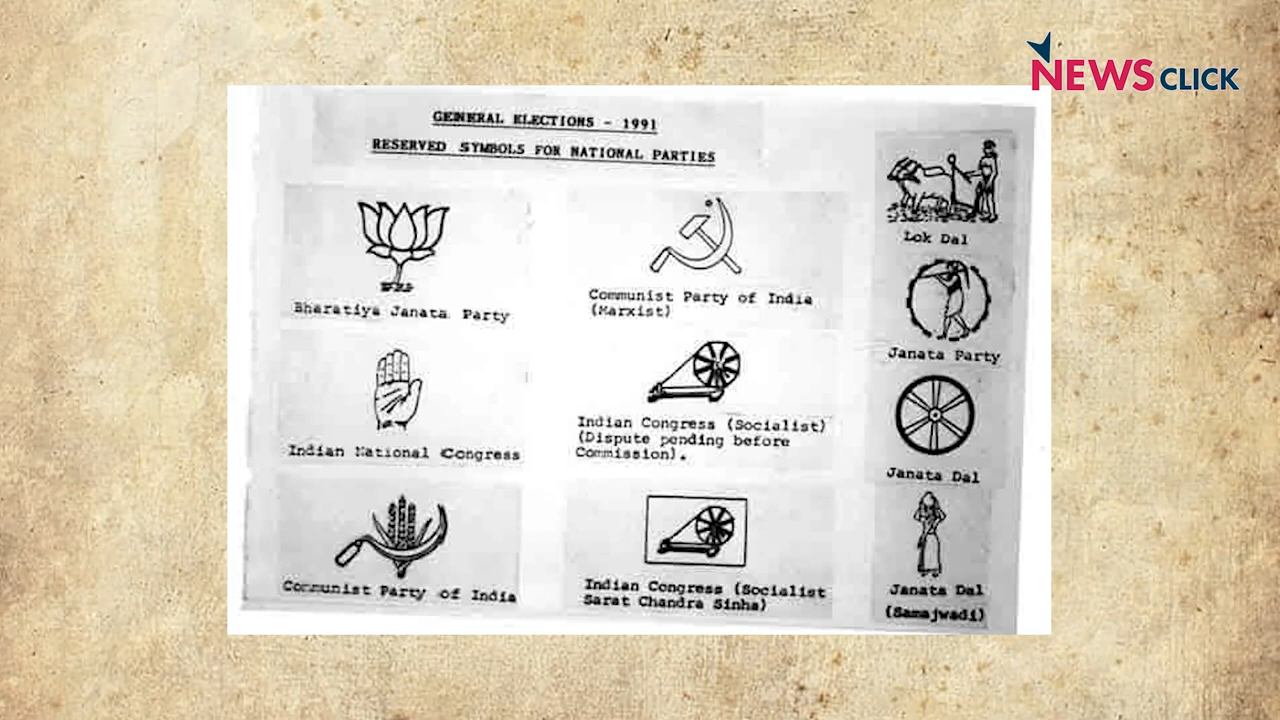 NEWSCLICK
GENERAL ELECTIONS - 1991
RESERVED SYMBOLS FOR NATIONAL PARTIES
Bharatiya Janata Party
Indian National Congress
Communist Party of India
Communist Party of India
(Marxist)
Indian Congress (Socialist)
(Dispute pending before
Commission).
Indian Congress (Socialist
Sarat Chandra Sinha)
Lok Dal
Janata Party
Janata Dal
Janata Dal
(Samajwadi)